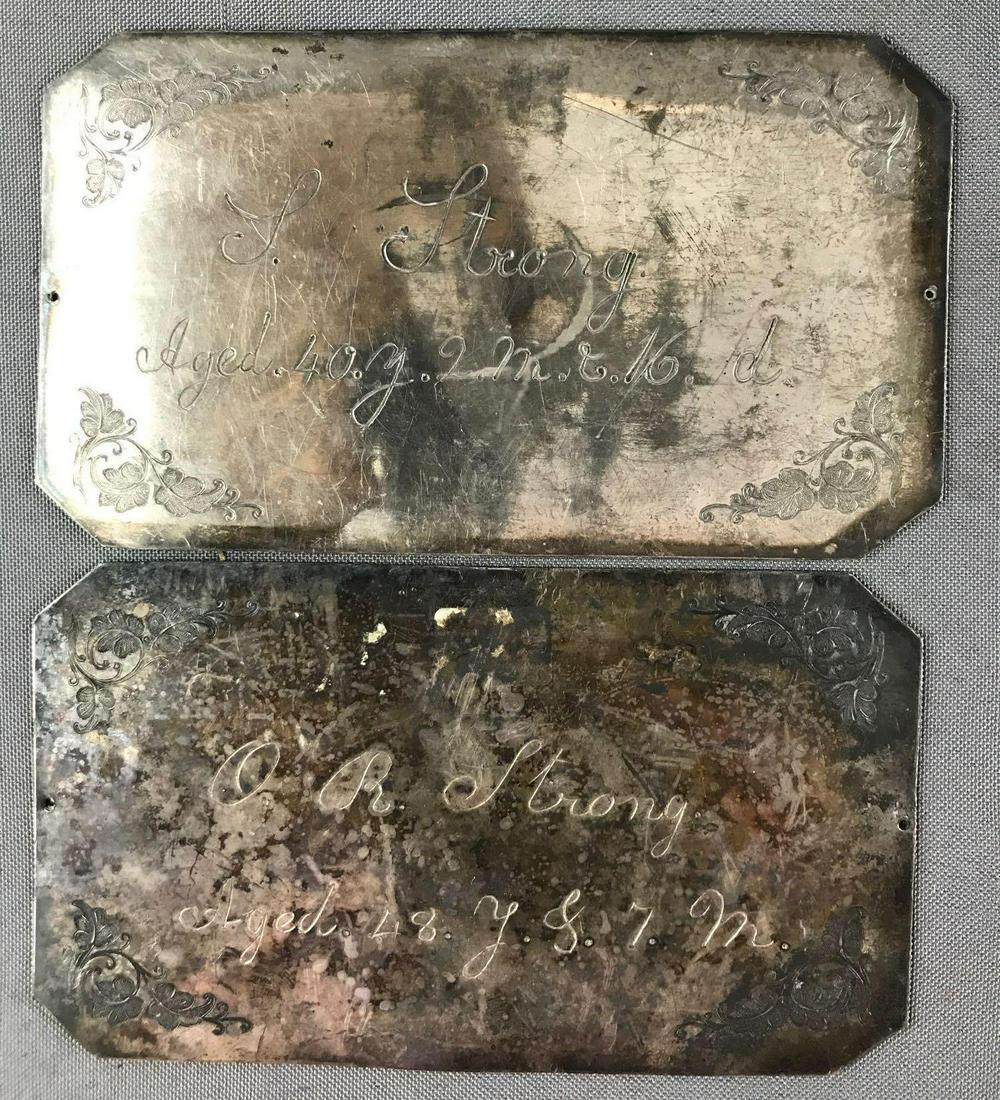 S. Strong
Aged. 40. y. 2. m. & 16. d.
O R. Strong.
Aged. 48. Y. & 7. M.